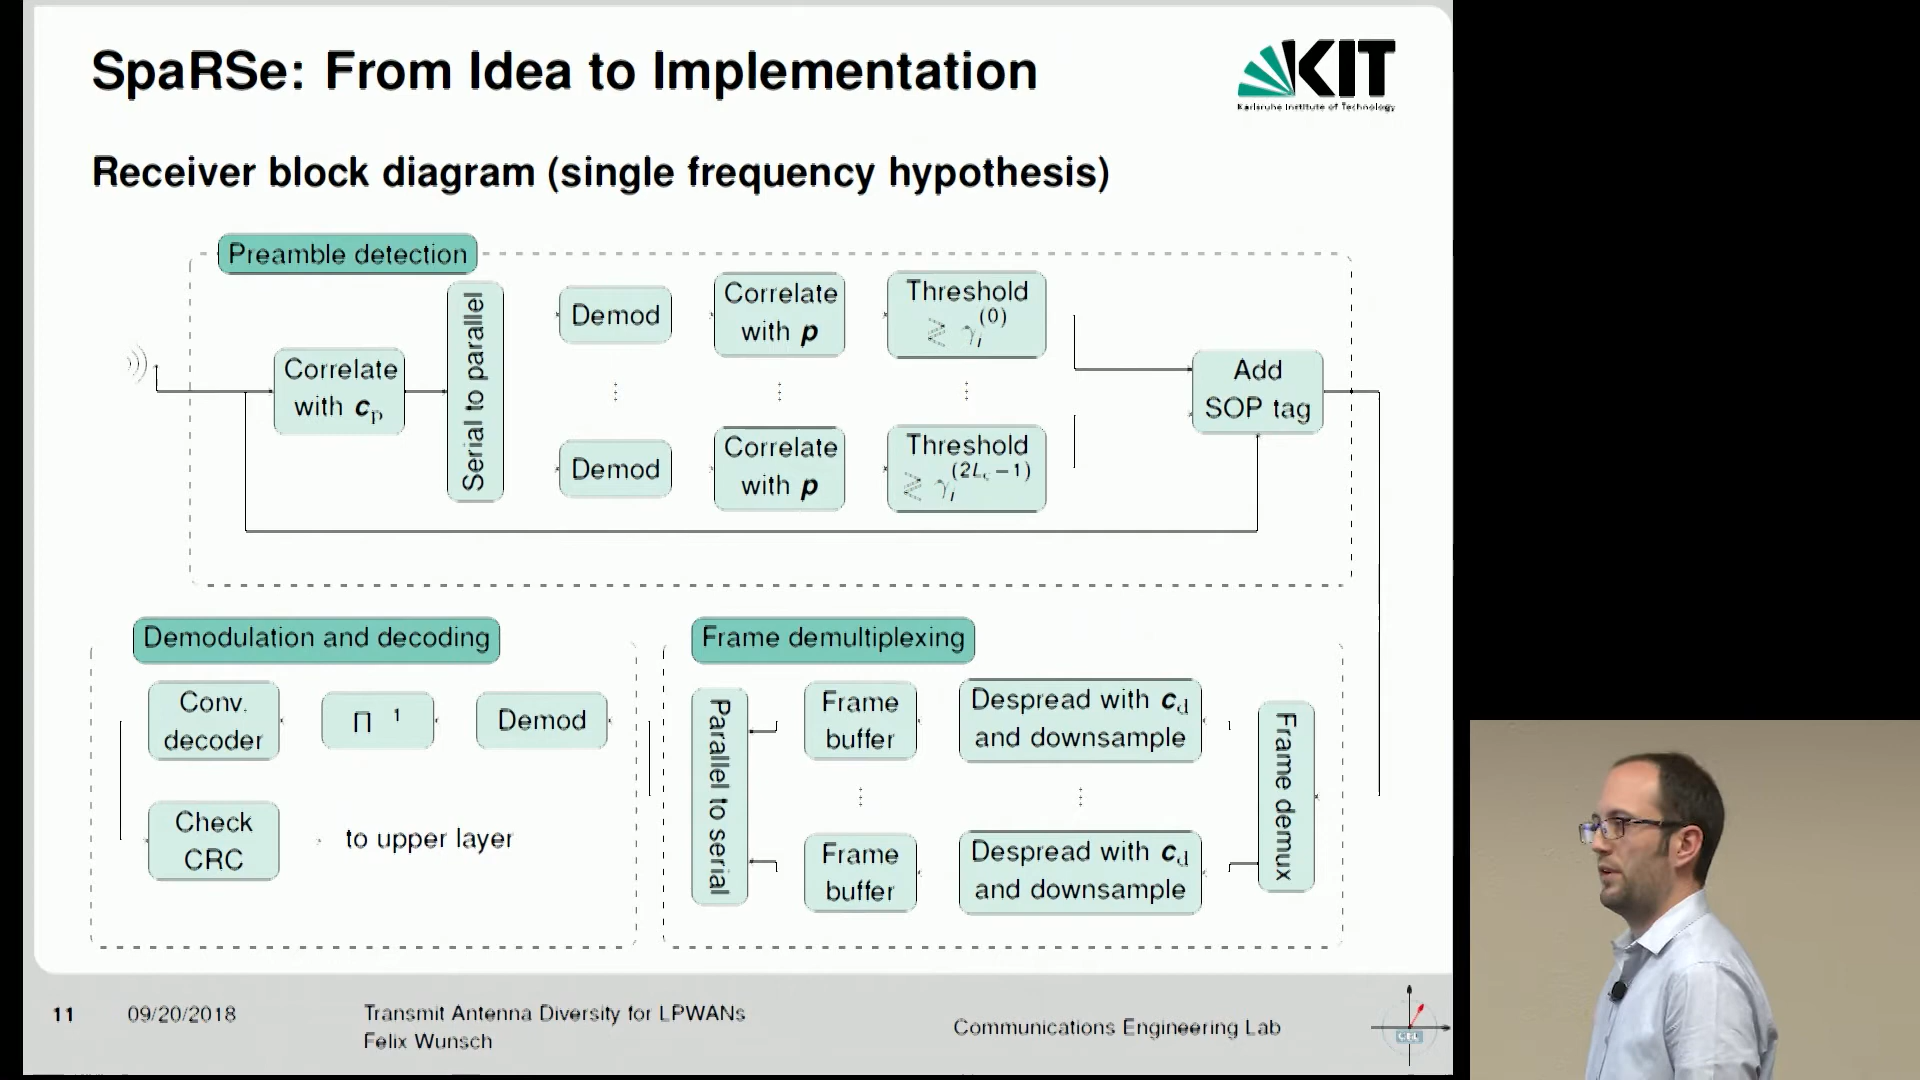 SpaRSe: From Idea to Implementation
KIT
Karlsruhe Institute of Technology
Receiver block diagram (single frequency hypothesis)
Preamble detection
Correlate
with cp
Serial to parallel
Demod
Correlate
with p
Threshold
≷ γi(0)
⋮
⋮
⋮
Demod
Correlate
with p
Threshold
≷ γi(2Lc−1)
Add
SOP tag
Demodulation and decoding
Conv.
decoder
Π 1
Demod
Check
CRC
to upper layer
Frame demultiplexing
Parallel to serial
Frame
buffer
Despread with cd
and downsample
⋮
⋮
Frame
buffer
Despread with cd
and downsample
Frame demux
11
09/20/2018
Transmit Antenna Diversity for LPWANs
Felix Wunsch
Communications Engineering Lab
CEL